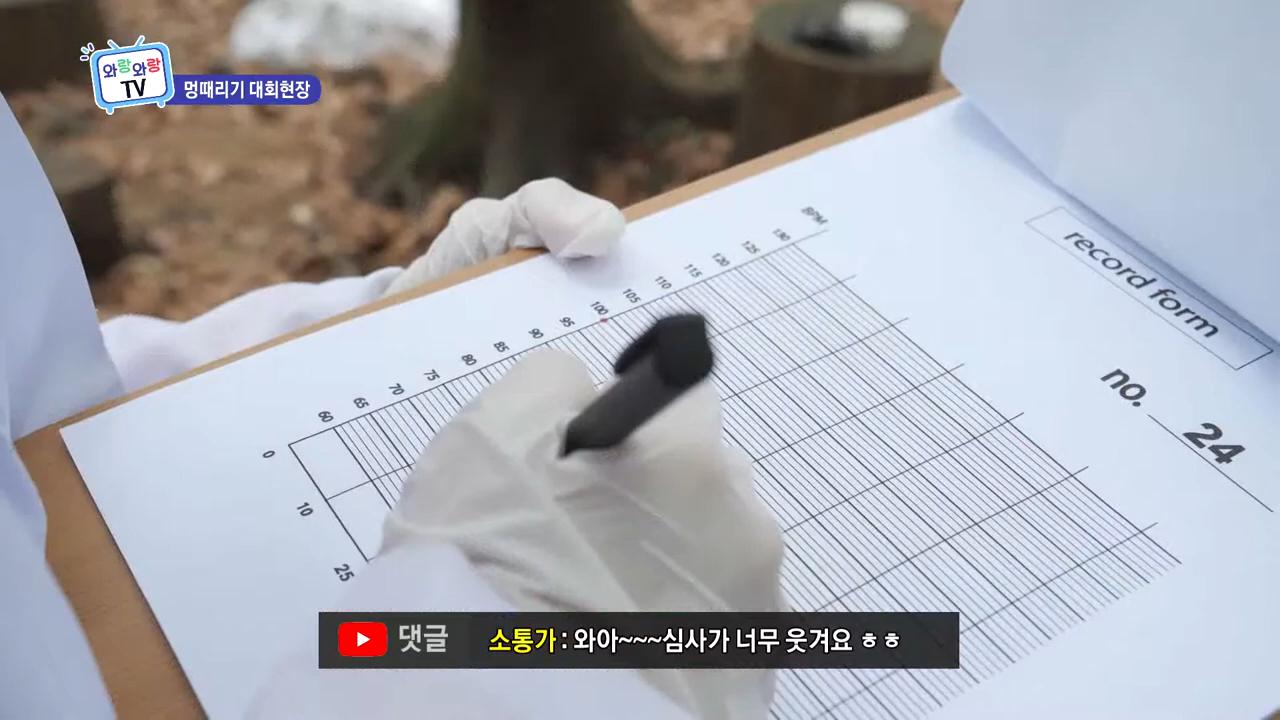 와랑와랑
TV
멍때리기 대회현장
BPM
60 65 70 75 80 85 90 95 100 105 110 115 120 125 130
0
10
25
record form
no. 24
댓글 소통가 : 와아~~~심사가 너무 웃겨요 ㅎㅎ